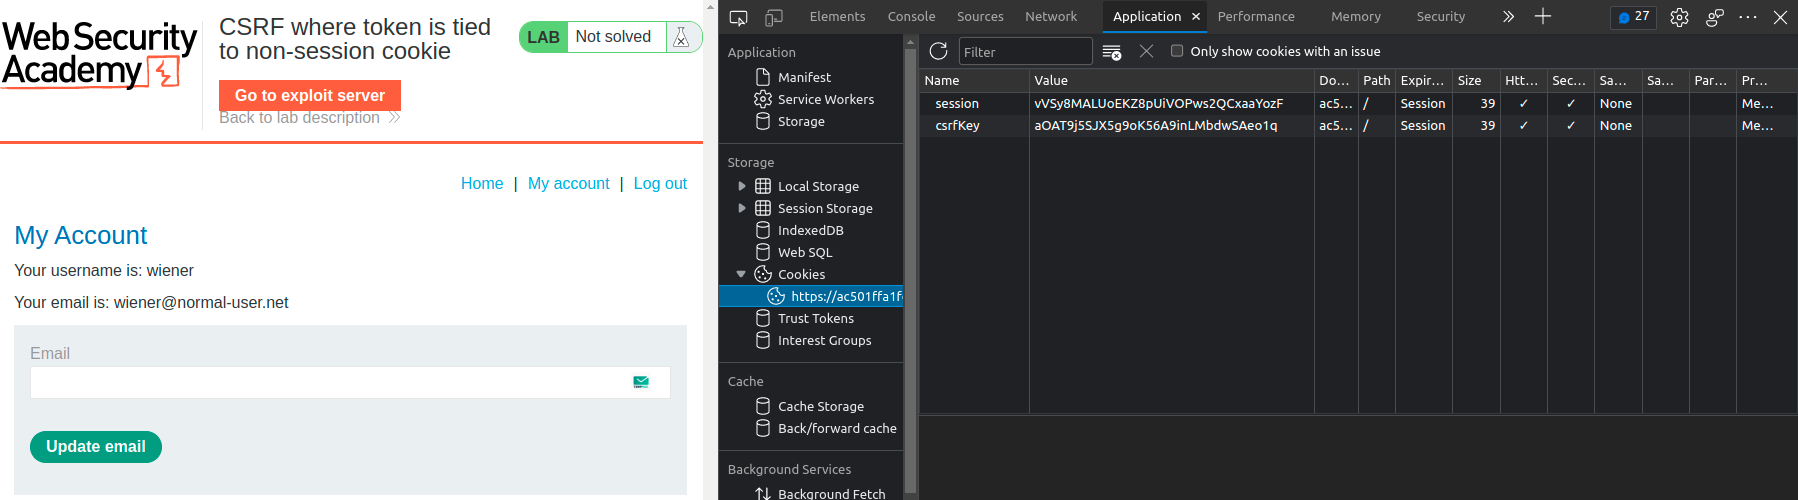 Web Security
Academy
CSRF where token is tied
to non-session cookie
LAB Not solved
Go to exploit server
Back to lab description
Home | My account | Log out
My Account
Your username is: wiener
Your email is: wiener@normal-user.net
Email
Update email
Elements Console Sources Network Application Performance Memory Security 27
Application
Manifest
Service Workers
Storage
Storage
Local Storage
Session Storage
IndexedDB
Web SQL
Cookies
https://ac501ffa1f
Trust Tokens
Interest Groups
Cache
Cache Storage
Back/forward cache
Background Services
Background Fetch
Filter Only show cookies with an issue
Name Value Do... Path Expir... Size Htt... Sec... Sa... Sa... Par... Pr...
session vVSy8MALUoEKZ8pUiVOPws2QCxaaYozF ac5... / Session 39 ✓ ✓ None Me...
csrfKey aOAT9j5SJX5g9oK56A9inLMbdwSAeo1q ac5... / Session 39 ✓ ✓ None Me...